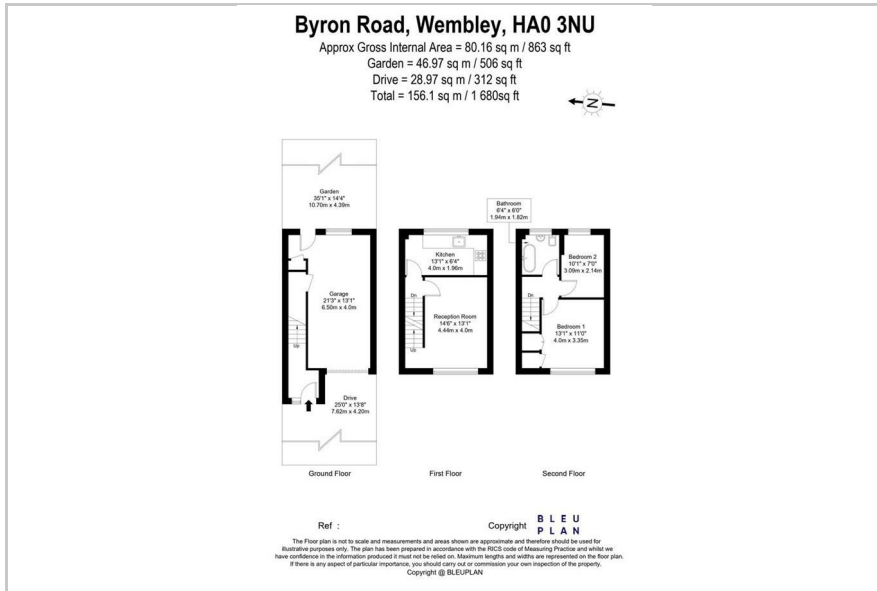 Byron Road, Wembley, HA0 3NU
Approx Gross Internal Area = 80.16 sq m / 863 sq ft
Garden = 46.97 sq m / 506 sq ft
Drive = 28.97 sq m / 312 sq ft
Total = 156.1 sq m / 1 680sq ft
N
Garden
35'1" x 14'4"
10.70m x 4.39m
Garage
21'3" x 13'1"
6.50m x 4.0m
Up
Drive
25'0" x 13'8"
7.62m x 4.20m
Ground Floor
Kitchen
13'1" x 6'4"
4.0m x 1.96m
Dn
Reception Room
14'6" x 13'1"
4.44m x 4.0m
Up
First Floor
Bathroom
6'4" x 6'0"
1.94m x 1.82m
Bedroom 2
10'1" x 7'0"
3.09m x 2.14m
Dn
Bedroom 1
13'1" x 11'0"
4.0m x 3.35m
Second Floor
Ref :
Copyright
BLEU
PLAN
The Floor plan is not to scale and measurements and areas shown are approximate and therefore should be used for
illustrative purposes only. The plan has been prepared in accordance with the RICS code of Measuring Practice and whilst we
have confidence in the information produced it must not be relied on. Maximum lengths and widths are represented on the floor plan.
If there is any aspect of particular importance, you should carry out or commission your own inspection of the property.
Copyright @ BLEUPLAN